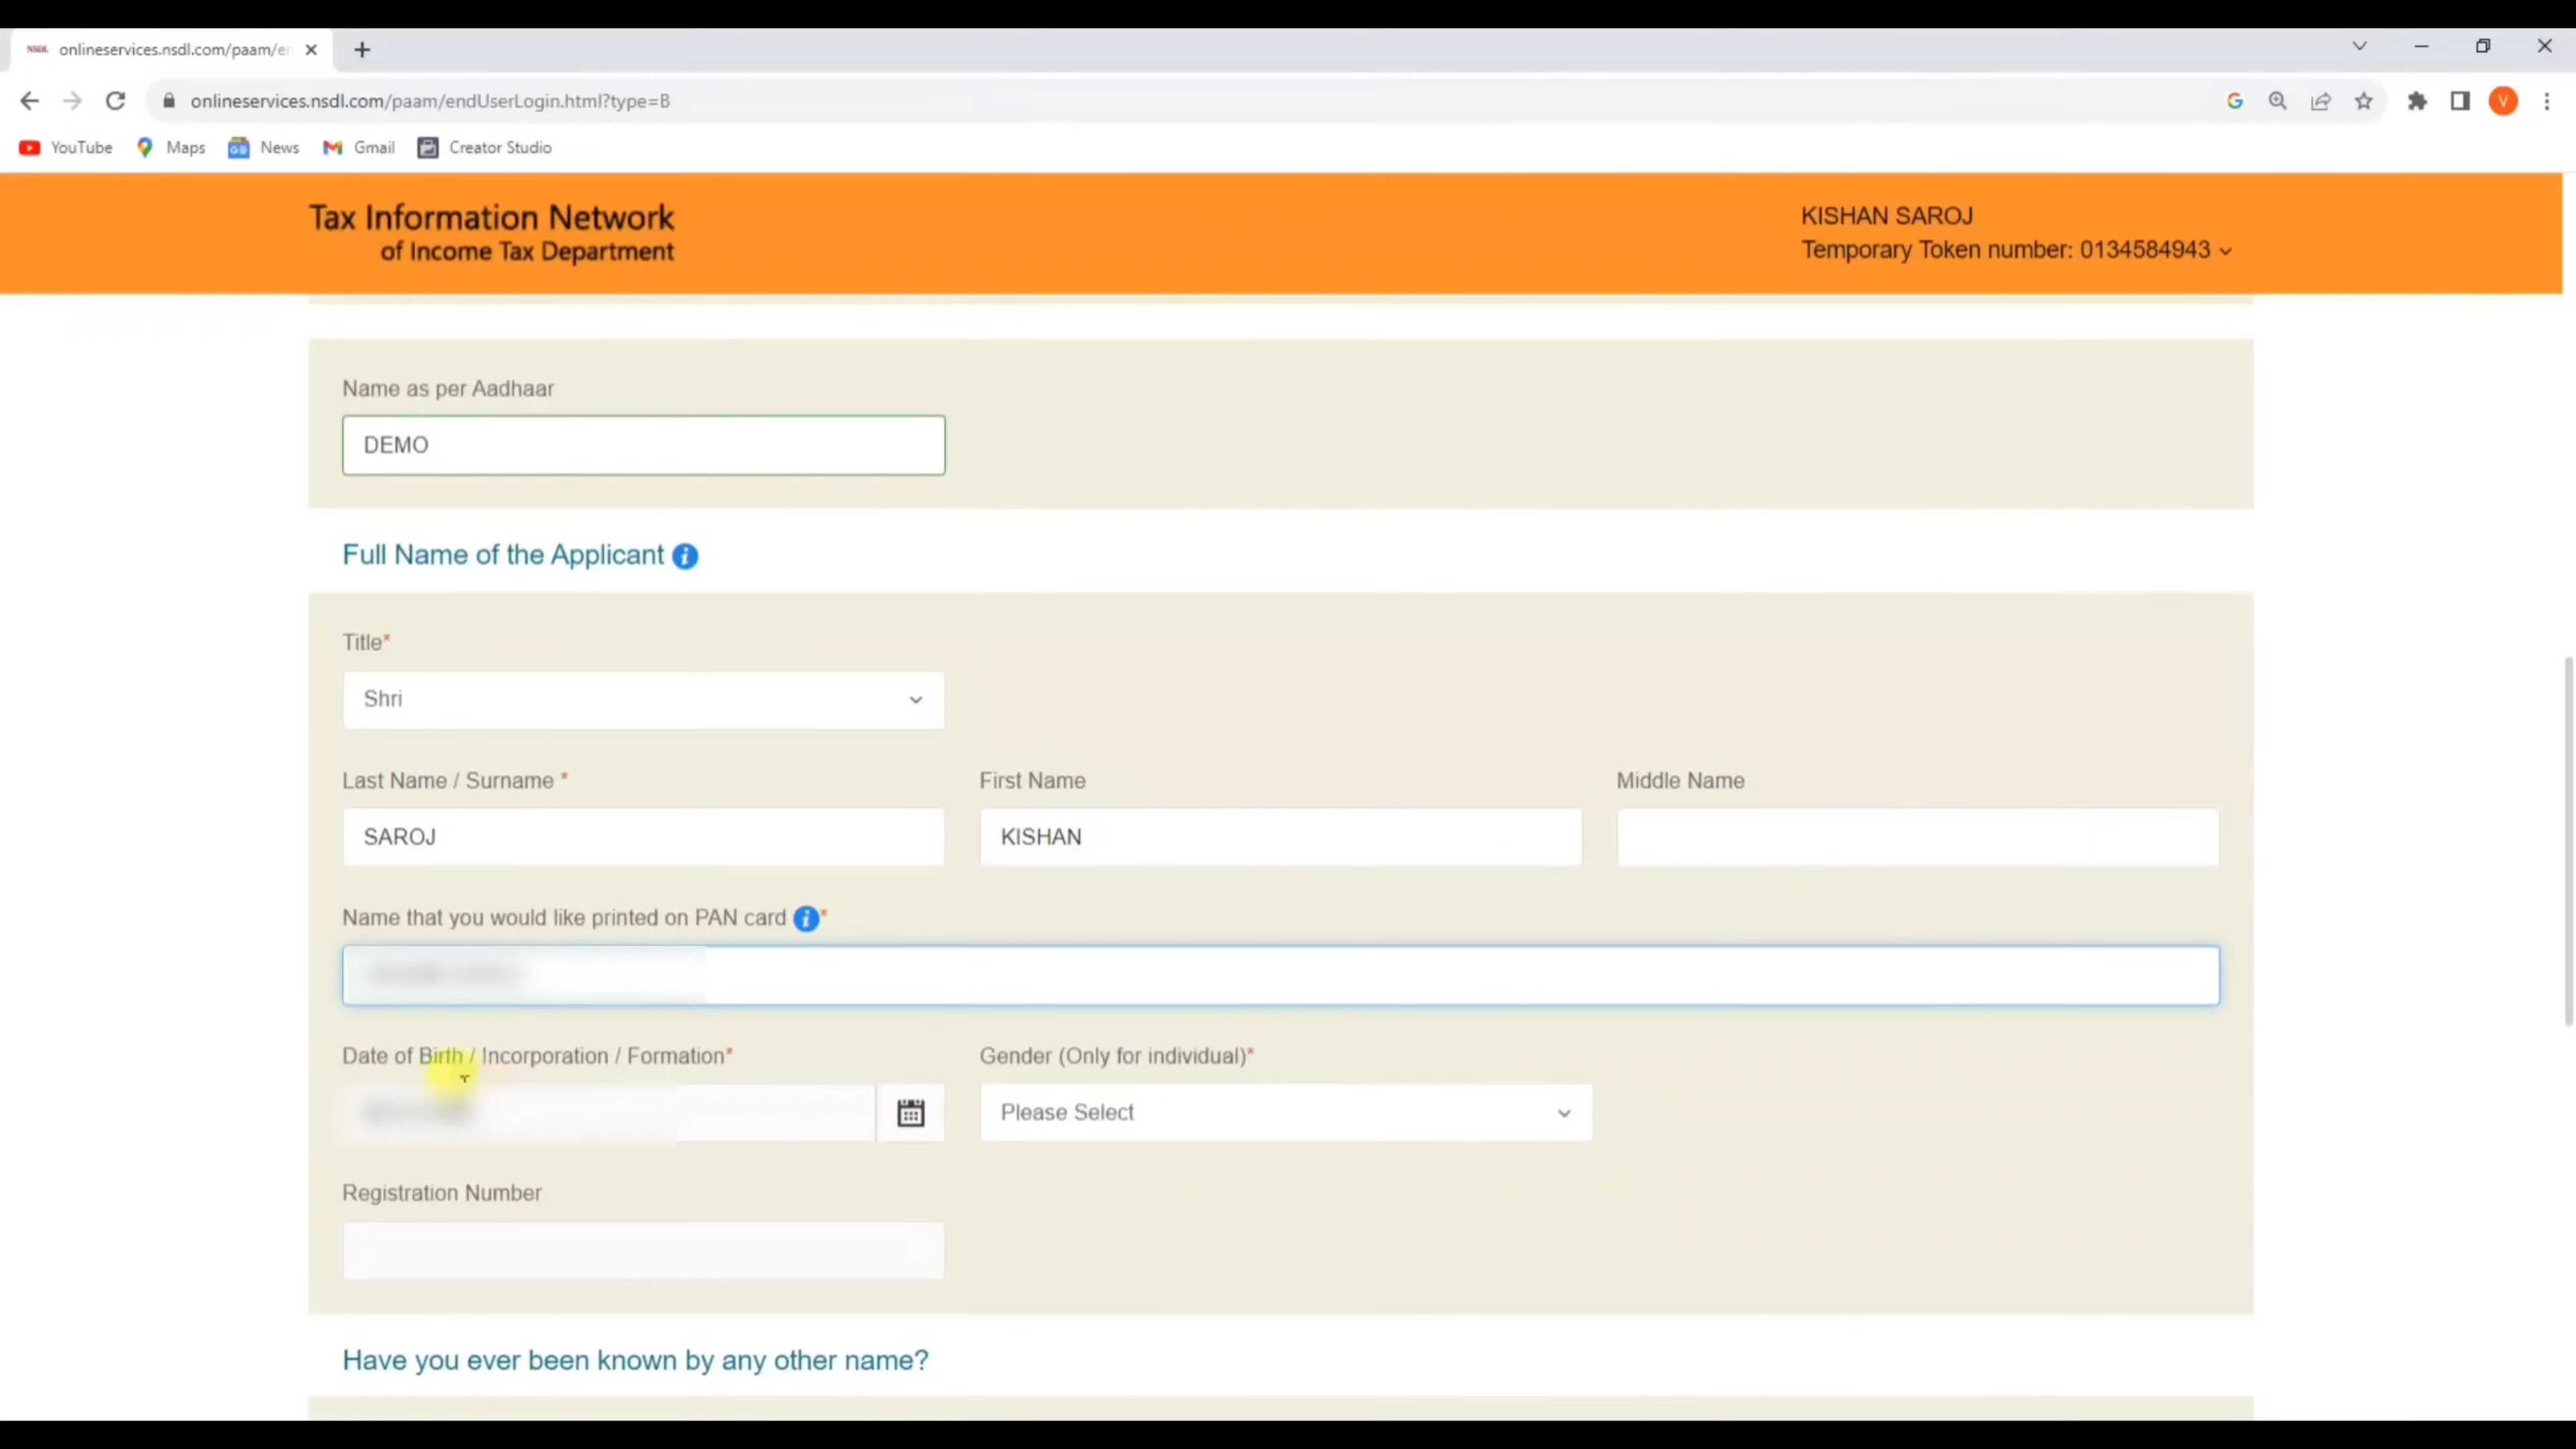 NSDL onlineservices.nsdl.com/paam/en
onlineservices.nsdl.com/paam/endUserLogin.html?type=B
V
YouTube Maps News Gmail Creator Studio
Tax Information Network
of Income Tax Department
KISHAN SAROJ
Temporary Token number: 0134584943
Name as per Aadhaar
DEMO
Full Name of the Applicant
Title*
Shri
Last Name / Surname * First Name Middle Name
SAROJ KISHAN
Name that you would like printed on PAN card *
Date of Birth / Incorporation / Formation* Gender (Only for individual)*
Please Select
Registration Number
Have you ever been known by any other name?